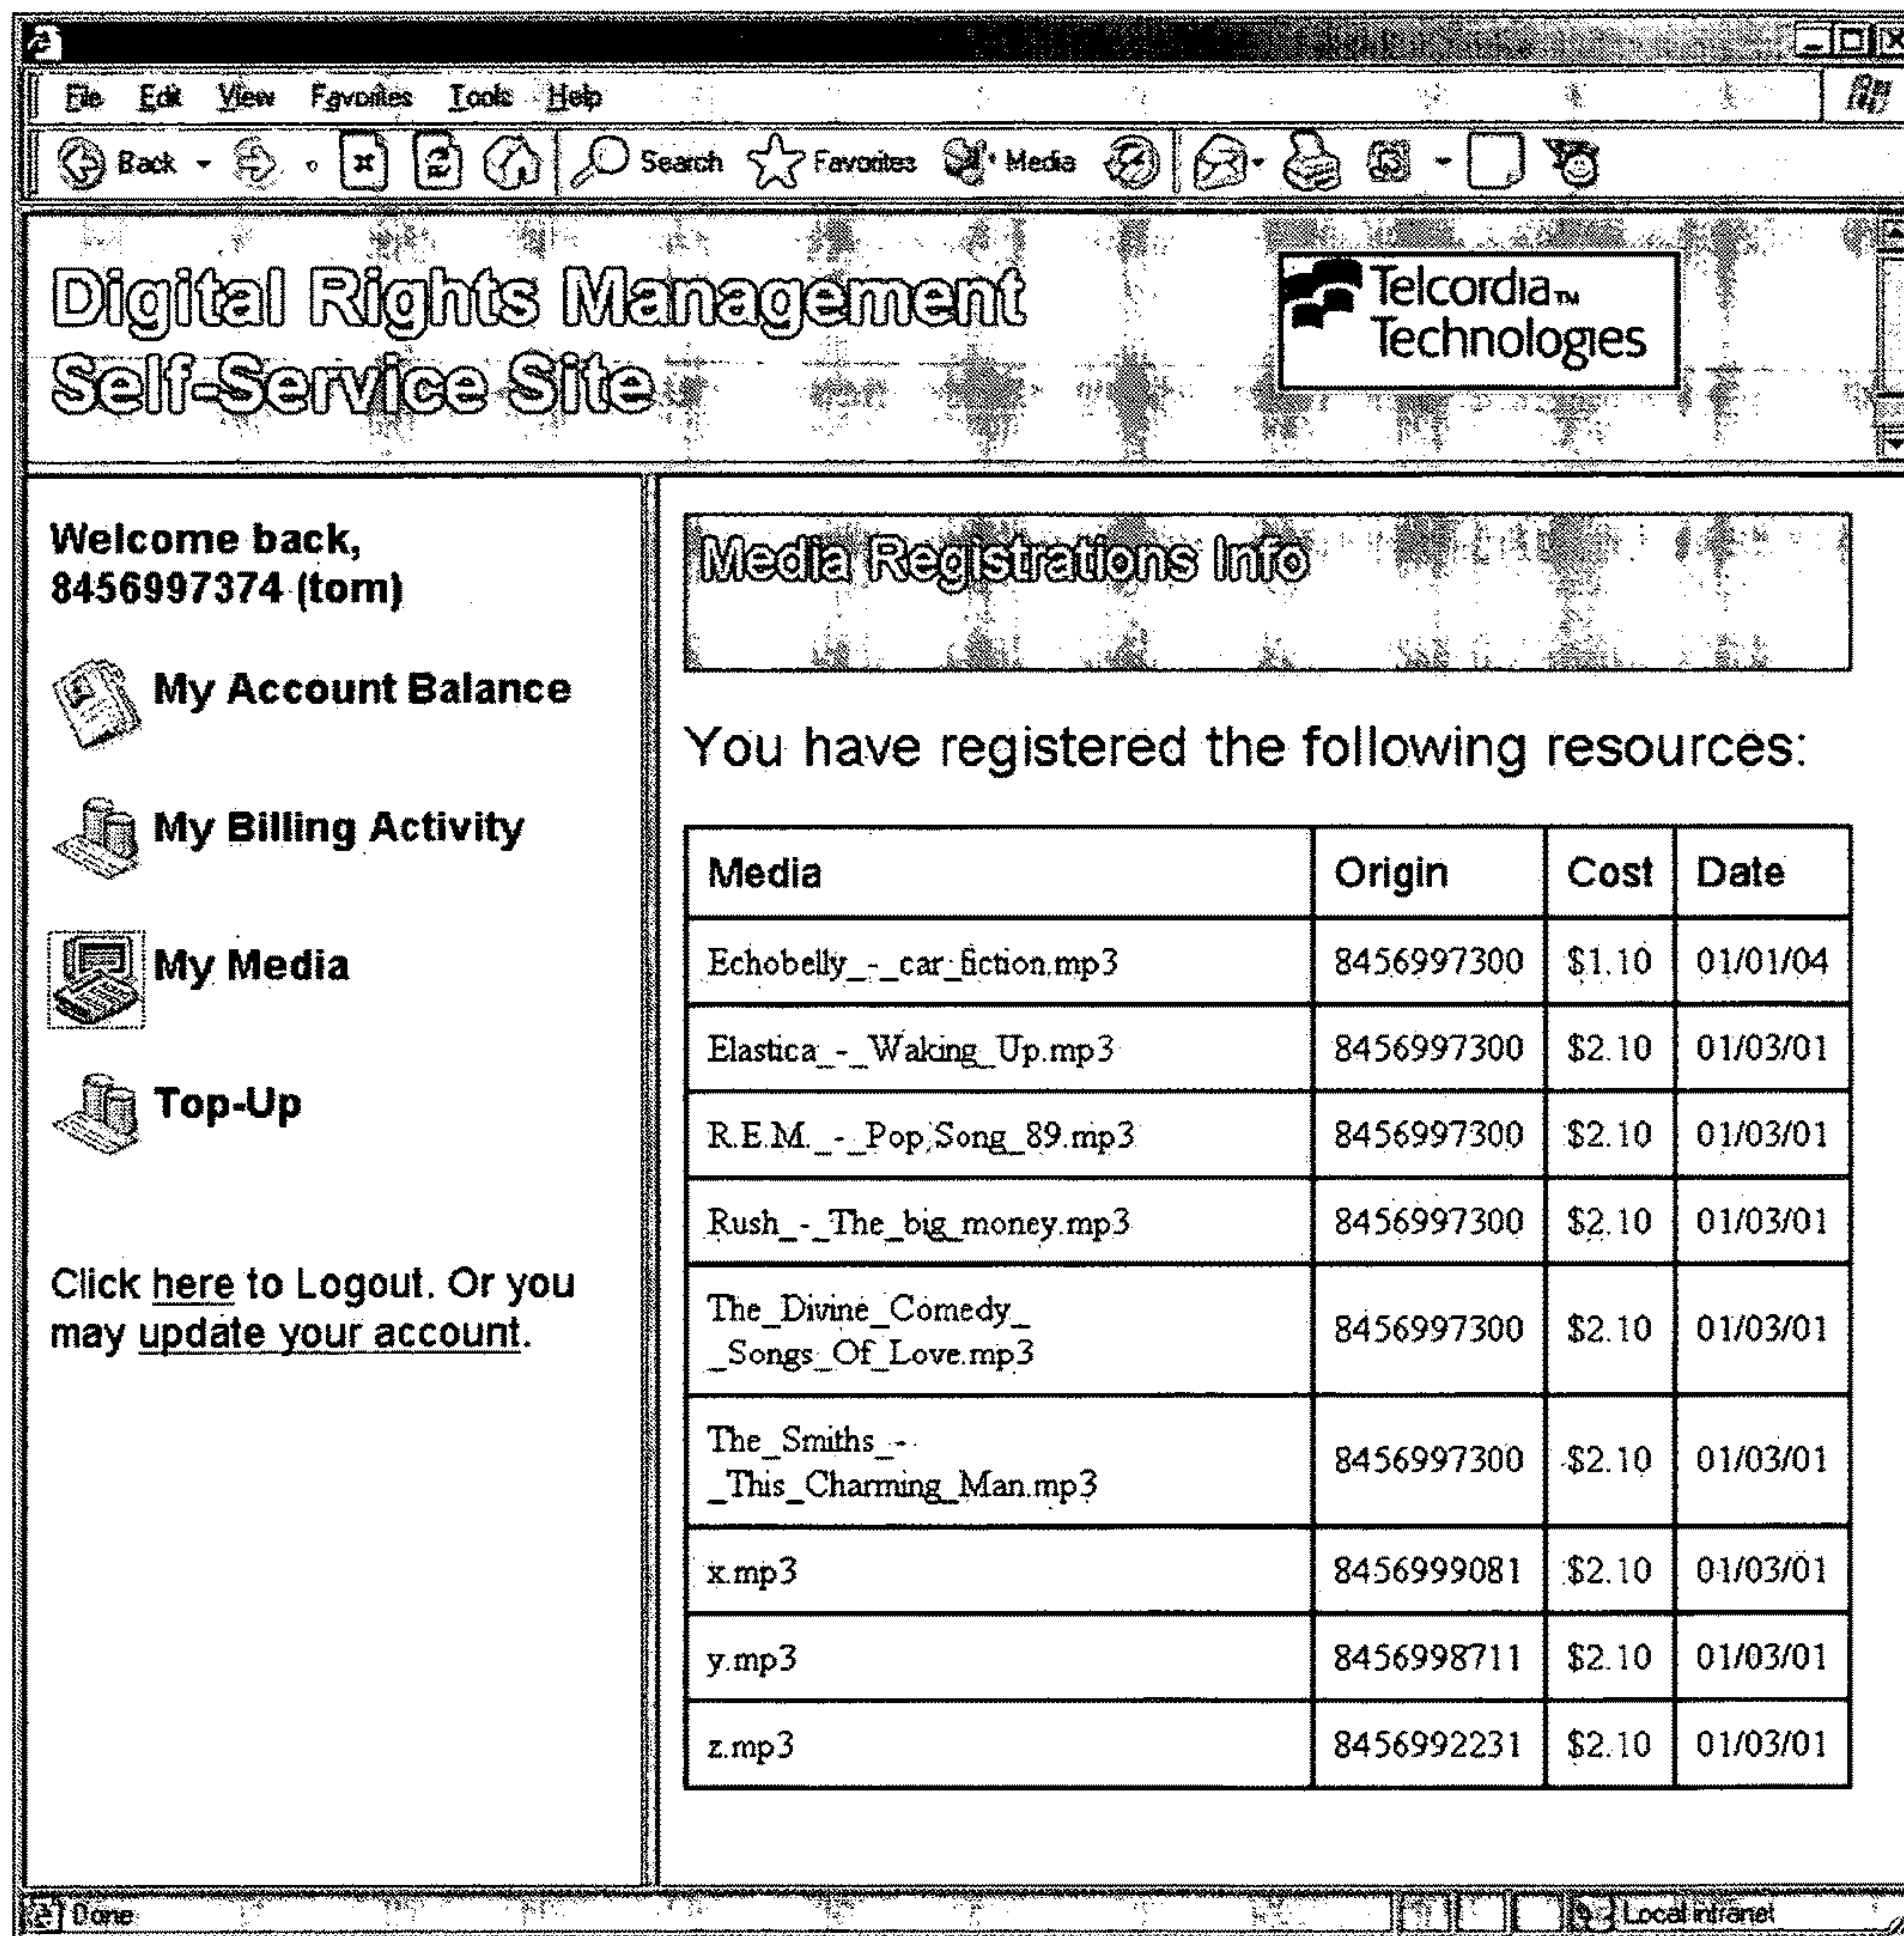 File Edit View Favorites Tools Help
Back Search Favorites Media
Digital Rights Management
Self-Service Site
Telcordia™
Technologies
Welcome back,
8456997374 (tom)
My Account Balance
My Billing Activity
My Media
Top-Up
Click here to Logout. Or you
may update your account.
Media Registrations Info
You have registered the following resources:
Media Origin Cost Date
Echobelly_-_car_fiction.mp3 8456997300 $1.10 01/01/04
Elastica_-_Waking_Up.mp3 8456997300 $2.10 01/03/01
R.E.M._-_Pop_Song_89.mp3 8456997300 $2.10 01/03/01
Rush_-_The_big_money.mp3 8456997300 $2.10 01/03/01
The_Divine_Comedy_
_Songs_Of_Love.mp3 8456997300 $2.10 01/03/01
The_Smiths_-
_This_Charming_Man.mp3 8456997300 $2.10 01/03/01
x.mp3 8456999081 $2.10 01/03/01
y.mp3 8456998711 $2.10 01/03/01
z.mp3 8456992231 $2.10 01/03/01
Done Local intranet